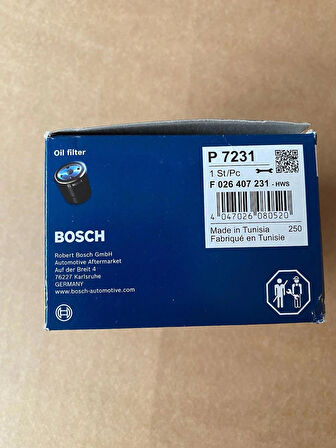 Oil filter
BOSCH
Robert Bosch GmbH
Automotive Aftermarket
Auf der Breit 4
76227 Karlsruhe
GERMANY
www.bosch-automotive.com
P 7231
1 St/Pc
F 026 407 231 - HWS
4 047026 080520
Made in Tunisia 250
Fabriqué en Tunisie